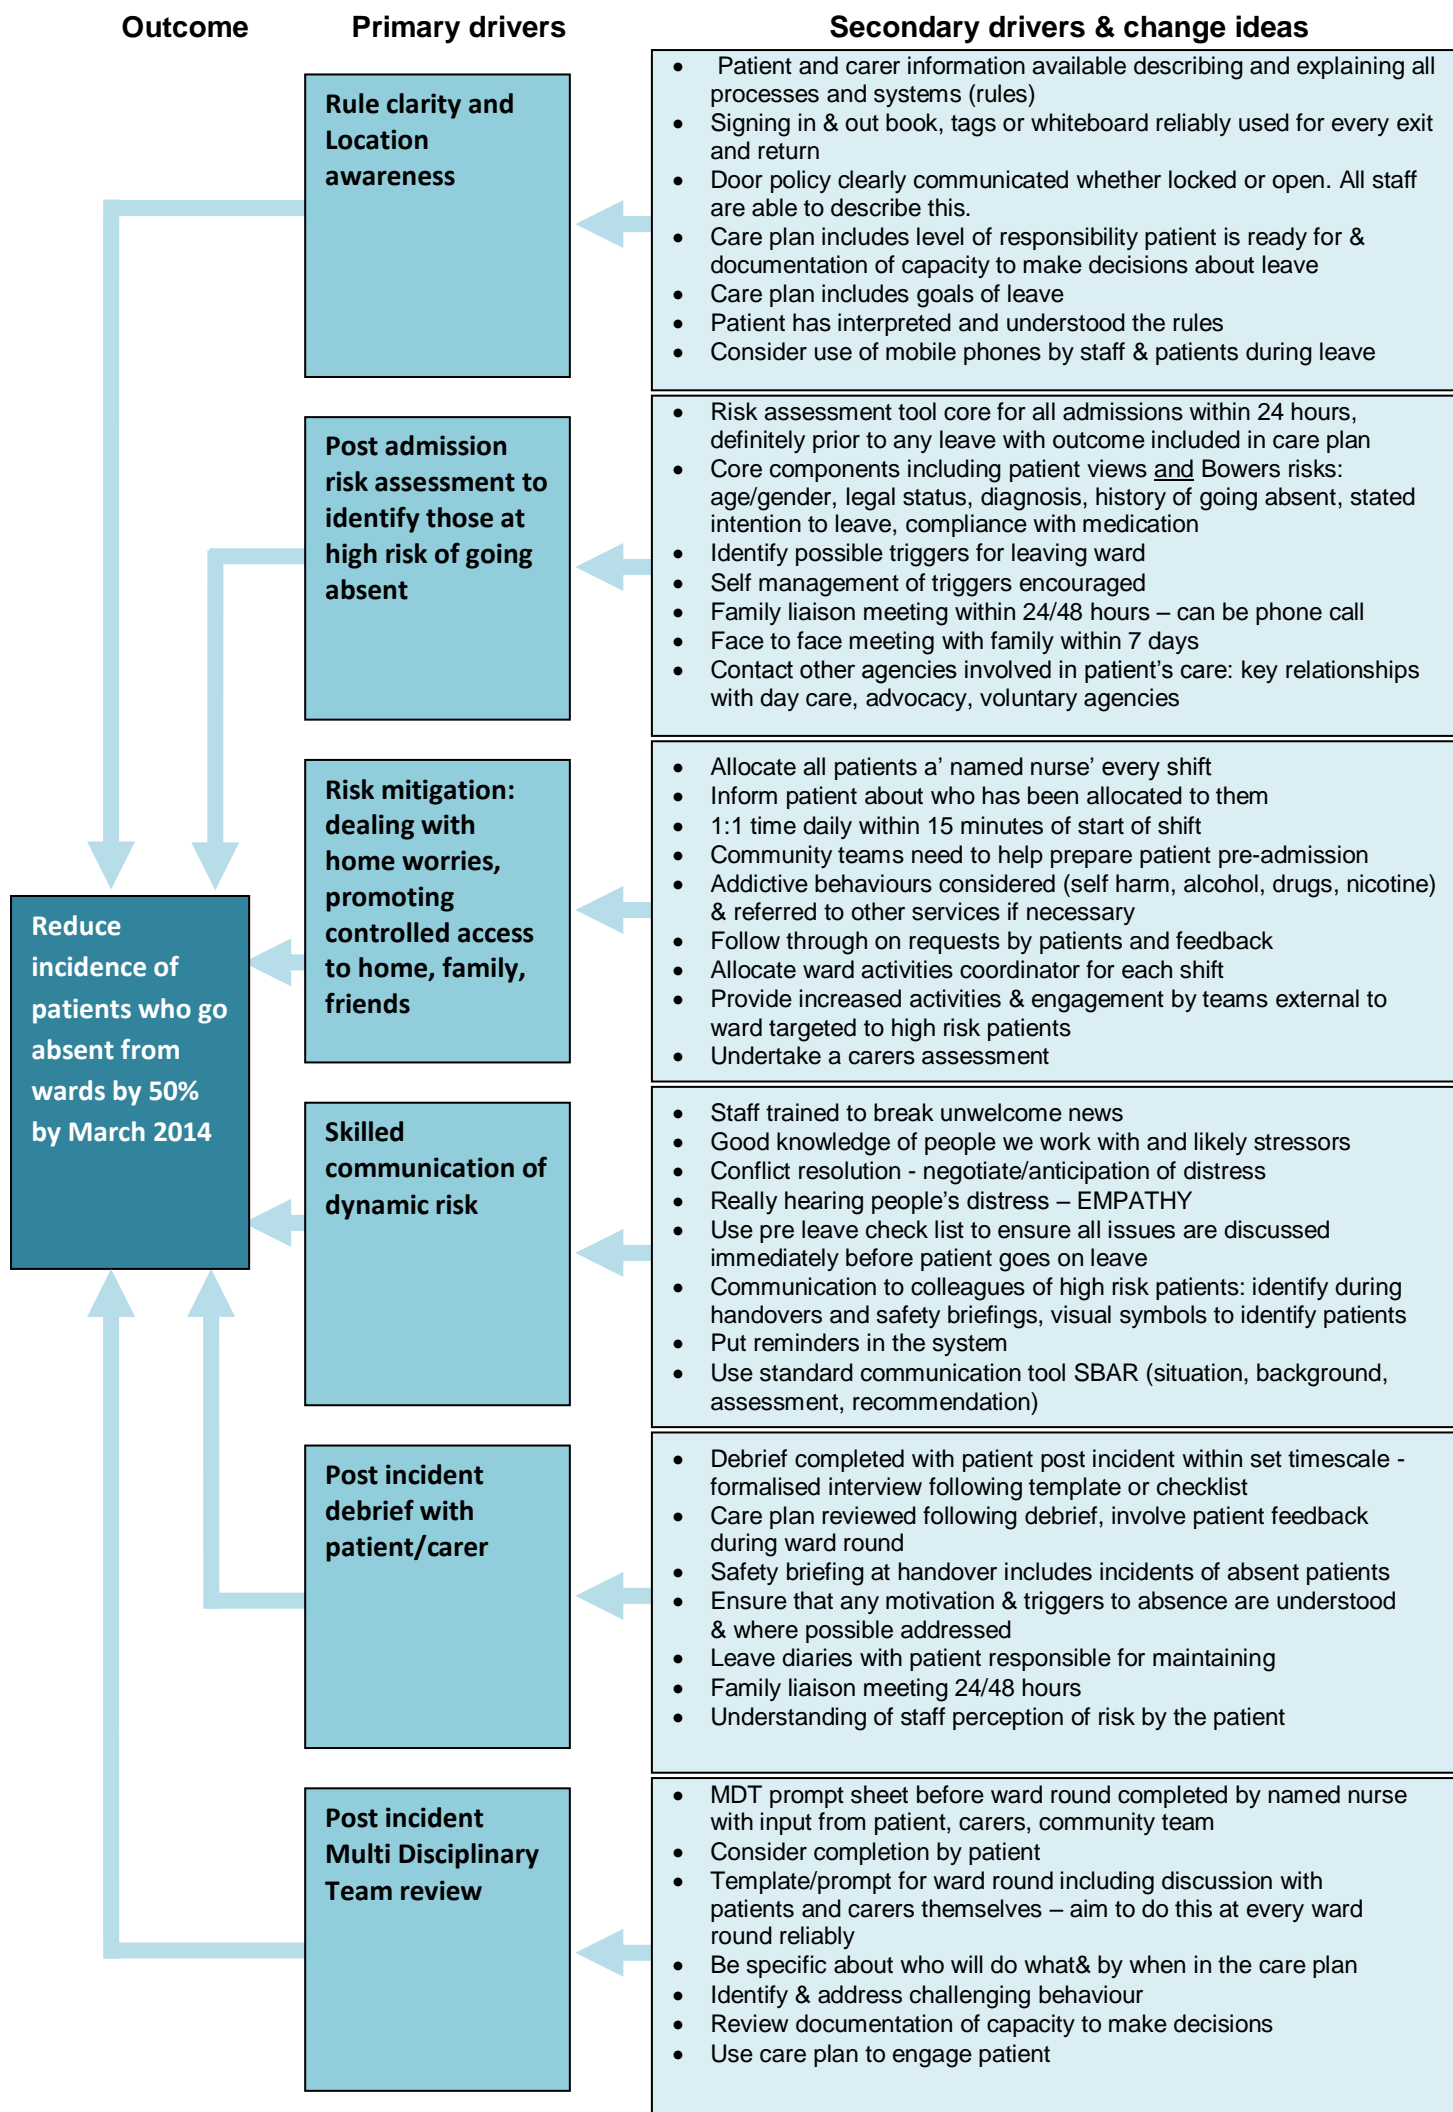 Outcome
Primary drivers
Secondary drivers & change ideas
Rule clarity and
Location
awareness
• Patient and carer information available describing and explaining all
processes and systems (rules)
• Signing in & out book, tags or whiteboard reliably used for every exit
and return
• Door policy clearly communicated whether locked or open. All staff
are able to describe this.
• Care plan includes level of responsibility patient is ready for &
documentation of capacity to make decisions about leave
• Care plan includes goals of leave
• Patient has interpreted and understood the rules
• Consider use of mobile phones by staff & patients during leave
Post admission
risk assessment to
identify those at
high risk of going
absent
• Risk assessment tool core for all admissions within 24 hours,
definitely prior to any leave with outcome included in care plan
• Core components including patient views and Bowers risks:
age/gender, legal status, diagnosis, history of going absent, stated
intention to leave, compliance with medication
• Identify possible triggers for leaving ward
• Self management of triggers encouraged
• Family liaison meeting within 24/48 hours – can be phone call
• Face to face meeting with family within 7 days
• Contact other agencies involved in patient's care: key relationships
with day care, advocacy, voluntary agencies
Risk mitigation:
dealing with
home worries,
promoting
controlled access
to home, family,
friends
• Allocate all patients a' named nurse' every shift
• Inform patient about who has been allocated to them
• 1:1 time daily within 15 minutes of start of shift
• Community teams need to help prepare patient pre-admission
• Addictive behaviours considered (self harm, alcohol, drugs, nicotine)
& referred to other services if necessary
• Follow through on requests by patients and feedback
• Allocate ward activities coordinator for each shift
• Provide increased activities & engagement by teams external to
ward targeted to high risk patients
• Undertake a carers assessment
Reduce
incidence of
patients who go
absent from
wards by 50%
by March 2014
Skilled
communication of
dynamic risk
• Staff trained to break unwelcome news
• Good knowledge of people we work with and likely stressors
• Conflict resolution - negotiate/anticipation of distress
• Really hearing people's distress – EMPATHY
• Use pre leave check list to ensure all issues are discussed
immediately before patient goes on leave
• Communication to colleagues of high risk patients: identify during
handovers and safety briefings, visual symbols to identify patients
• Put reminders in the system
• Use standard communication tool SBAR (situation, background,
assessment, recommendation)
Post incident
debrief with
patient/carer
• Debrief completed with patient post incident within set timescale -
formalised interview following template or checklist
• Care plan reviewed following debrief, involve patient feedback
during ward round
• Safety briefing at handover includes incidents of absent patients
• Ensure that any motivation & triggers to absence are understood
& where possible addressed
• Leave diaries with patient responsible for maintaining
• Family liaison meeting 24/48 hours
• Understanding of staff perception of risk by the patient
Post incident
Multi Disciplinary
Team review
• MDT prompt sheet before ward round completed by named nurse
with input from patient, carers, community team
• Consider completion by patient
• Template/prompt for ward round including discussion with
patients and carers themselves – aim to do this at every ward
round reliably
• Be specific about who will do what& by when in the care plan
• Identify & address challenging behaviour
• Review documentation of capacity to make decisions
• Use care plan to engage patient